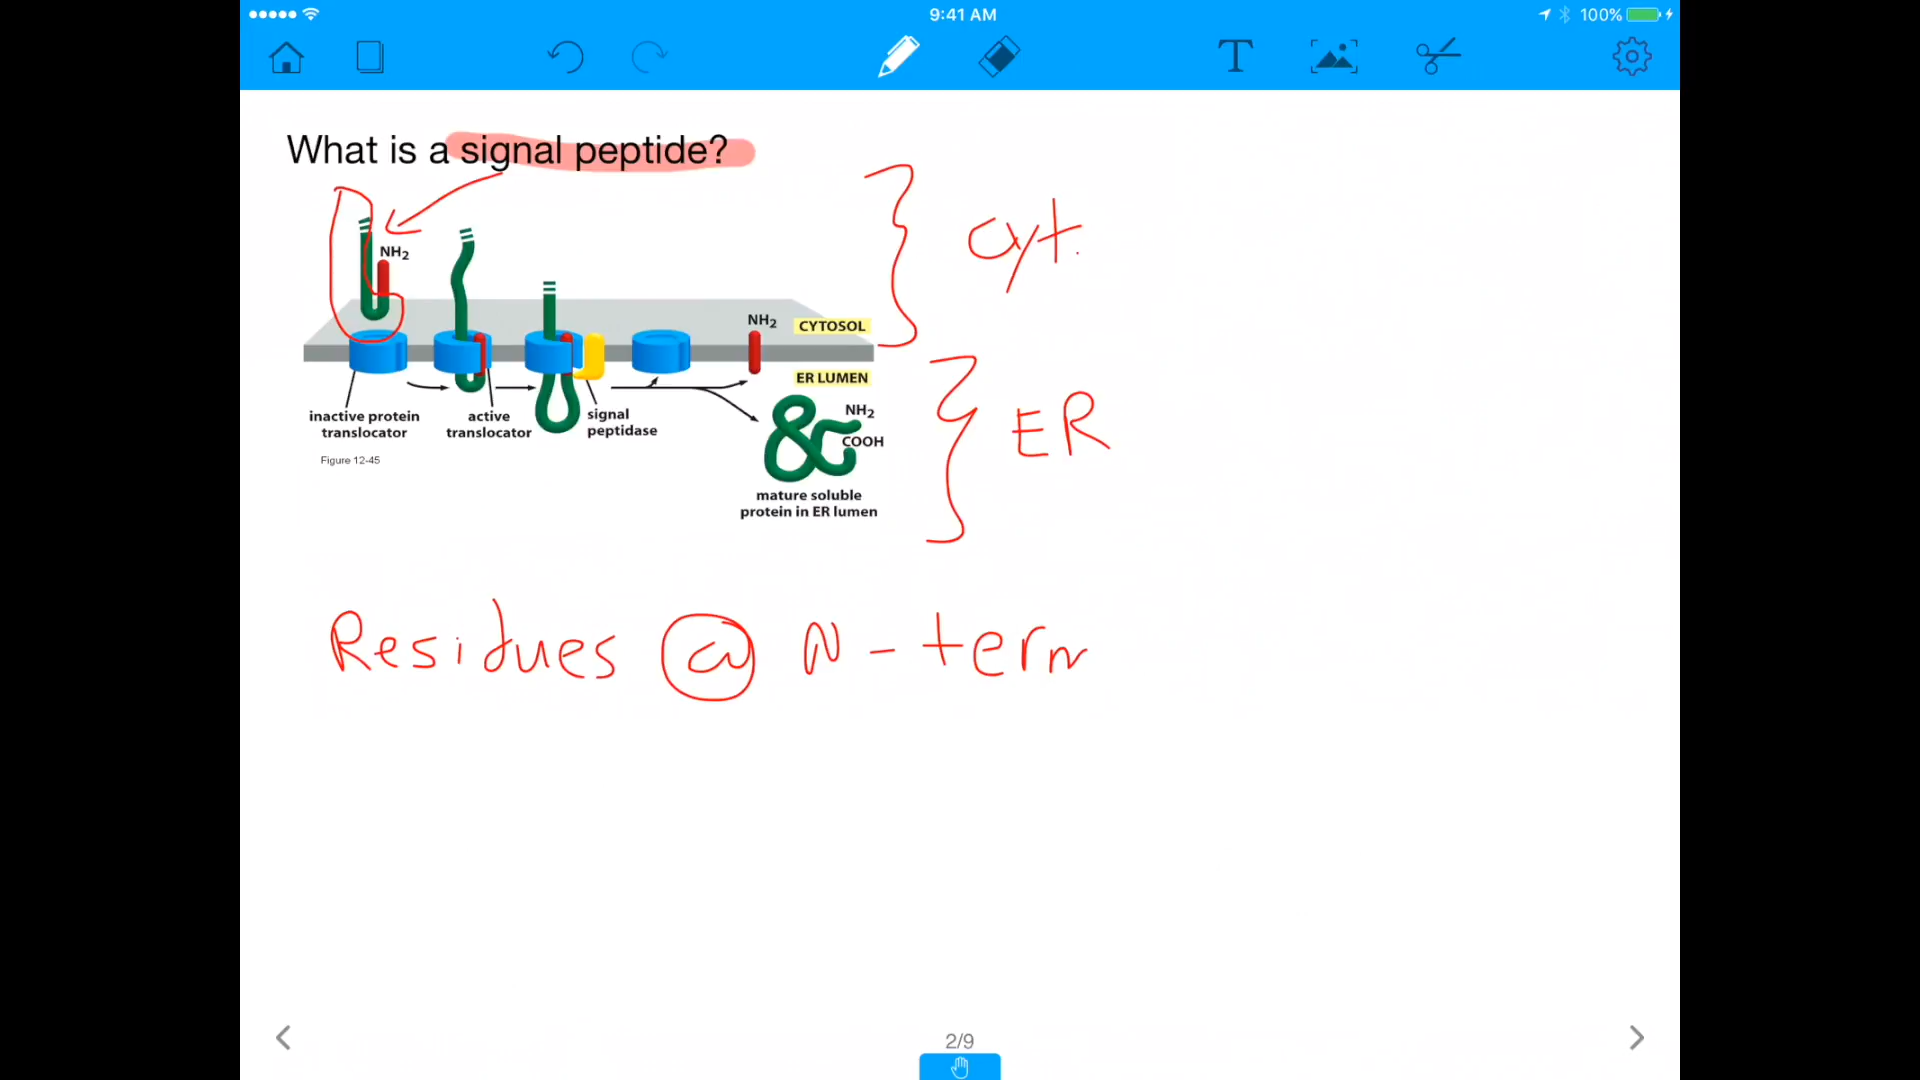 9:41 AM
100%
T
What is a signal peptide?
NH2
Cyt.
NH2
CYTOSOL
ER LUMEN
inactive protein
translocator
active
translocator
signal
peptidase
NH2
COOH
ER
Figure 12-45
mature soluble
protein in ER lumen
Residues @ N-term
2/9